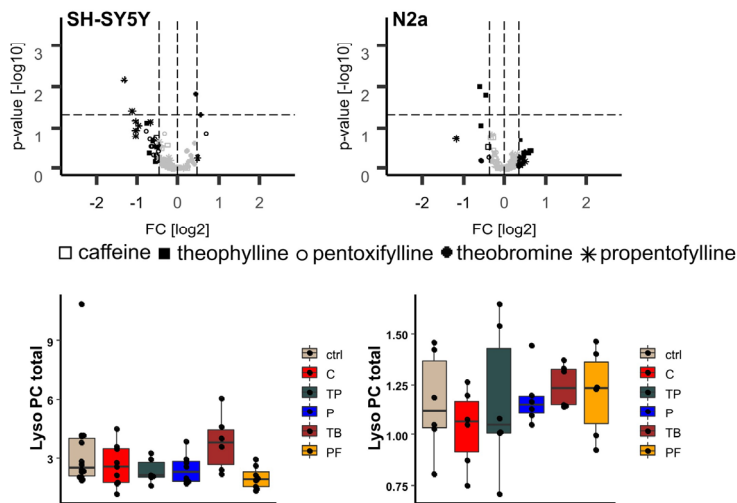 SH-SY5Y
p-value [-log10]
3
2
1
0
-2
-1
0
1
2
FC [log2]
N2a
p-value [-log10]
3
2
1
0
-2
-1
0
1
2
FC [log2]
caffeine theophylline pentoxifylline theobromine propentofylline
Lyso PC total
9
6
3
ctrl
C
TP
P
TB
PF
Lyso PC total
1.50
1.25
1.00
0.75
ctrl
C
TP
P
TB
PF